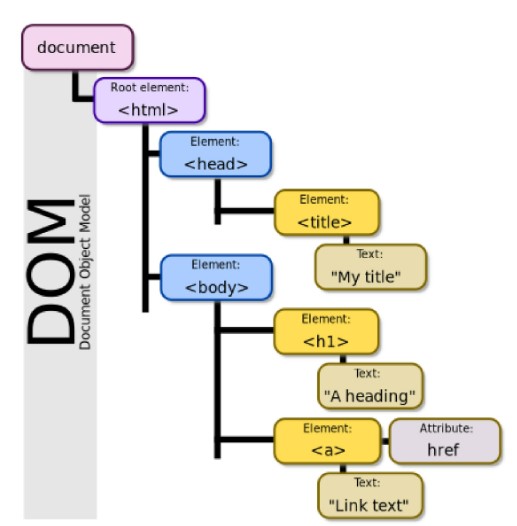 document
Root element:
<html>
Element:
<head>
Element:
<title>
Text:
"My title"
DOM
Document Object Model
Element:
<body>
Element:
<h1>
Text:
"A heading"
Element:
<a>
Attribute:
href
Text:
"Link text"